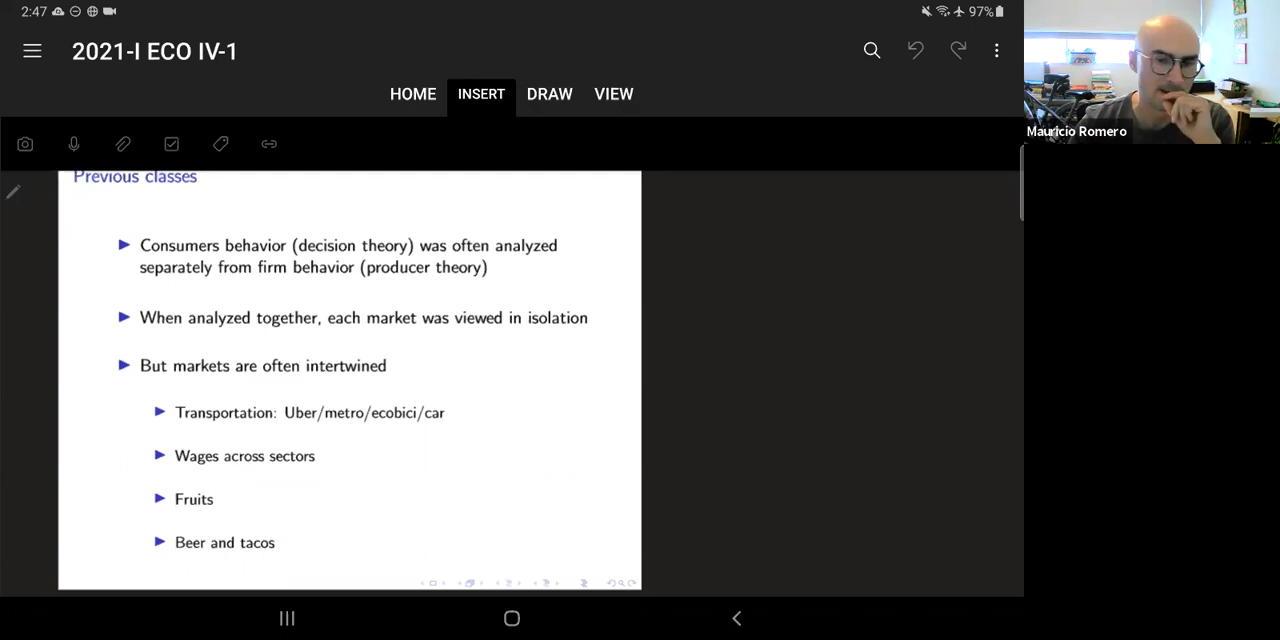 2:47
97%
2021-I ECO IV-1
HOME INSERT DRAW VIEW
Mauricio Romero
Previous classes
Consumers behavior (decision theory) was often analyzed
separately from firm behavior (producer theory)
When analyzed together, each market was viewed in isolation
But markets are often intertwined
Transportation: Uber/metro/ecobici/car
Wages across sectors
Fruits
Beer and tacos